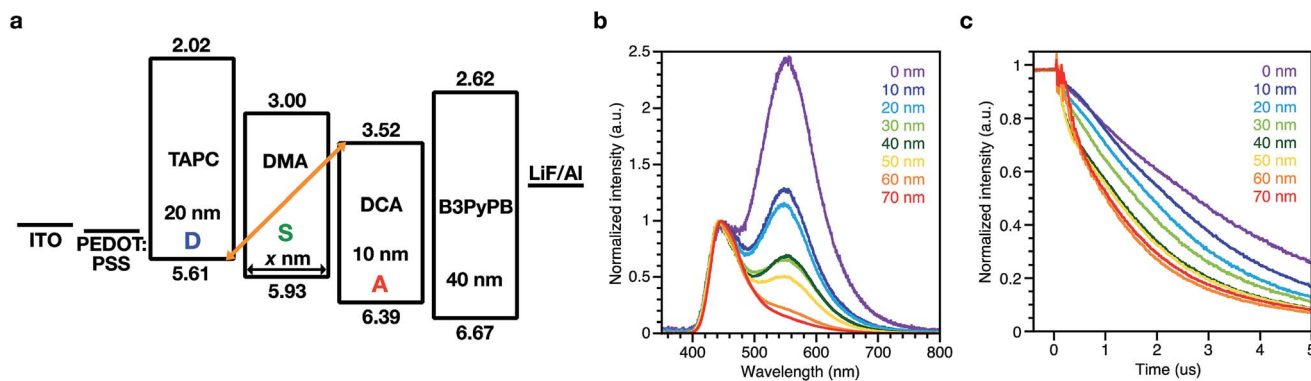 a
2.02
3.00
3.52
2.62
TAPC
DMA
DCA
B3PyPB
LiF/Al
20 nm
D
S
x nm
10 nm
A
40 nm
ITO
PEDOT:
PSS
5.61
5.93
6.39
6.67
b
2.5
2
1.5
1
0.5
0
Normalized intensity (a.u.)
0 nm
10 nm
20 nm
30 nm
40 nm
50 nm
60 nm
70 nm
400 500 600 700 800
Wavelength (nm)
c
1
0.8
0.6
0.4
0.2
0
Normalized intensity (a.u.)
0 nm
10 nm
20 nm
30 nm
40 nm
50 nm
60 nm
70 nm
0 1 2 3 4 5
Time (us)